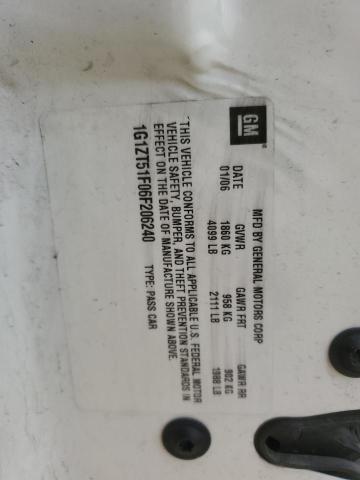 GM
MFD BY GENERAL MOTORS CORP
DATE GVWR GAWR FRT GAWR RR
01/06 1860 KG 958 KG 902 KG
4099 LB 2111 LB 1988 LB
THIS VEHICLE CONFORMS TO ALL APPLICABLE U.S. FEDERAL MOTOR
VEHICLE SAFETY, BUMPER, AND THEFT PREVENTION STANDARDS IN
EFFECT ON THE DATE OF MANUFACTURE SHOWN ABOVE.
1G1ZT51F06F206240 TYPE: PASS CAR